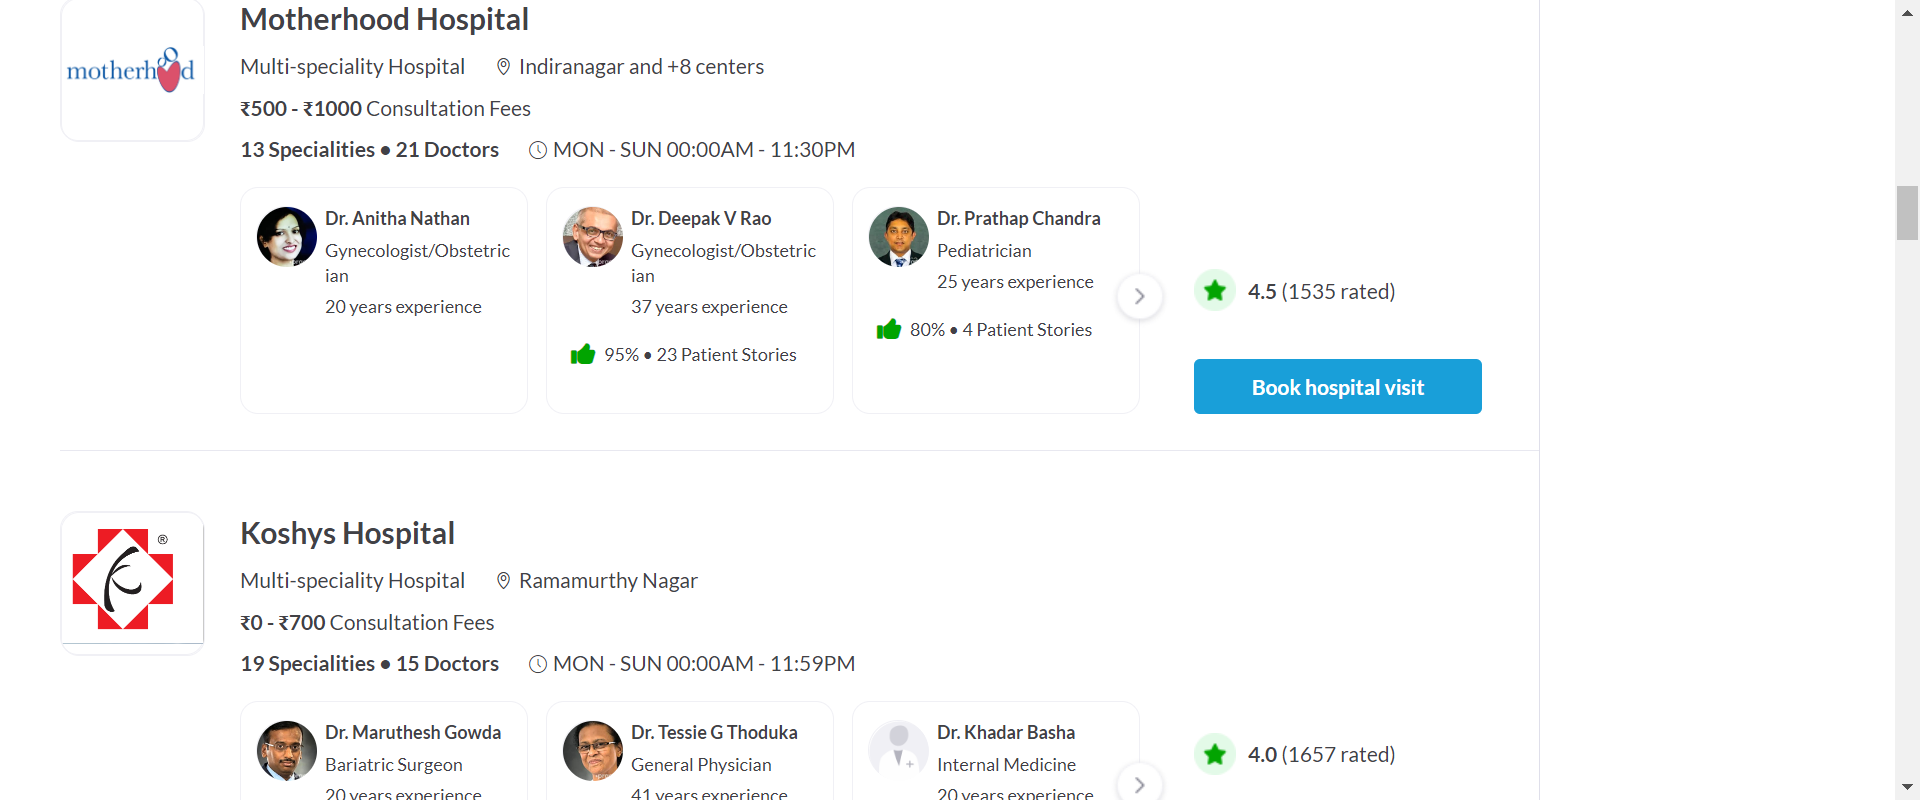 Motherhood Hospital
motherhood
Multi-speciality Hospital Indiranagar and +8 centers
₹500 - ₹1000 Consultation Fees
13 Specialities • 21 Doctors MON - SUN 00:00AM - 11:30PM
Dr. Anitha Nathan
Gynecologist/Obstetric
ian
20 years experience
Dr. Deepak V Rao
Gynecologist/Obstetric
ian
37 years experience
95% • 23 Patient Stories
Dr. Prathap Chandra
Pediatrician
25 years experience
80% • 4 Patient Stories
4.5 (1535 rated)
Book hospital visit
Koshys Hospital
®
Multi-speciality Hospital Ramamurthy Nagar
₹0 - ₹700 Consultation Fees
19 Specialities • 15 Doctors MON - SUN 00:00AM - 11:59PM
Dr. Maruthesh Gowda
Bariatric Surgeon
20 years experience
Dr. Tessie G Thoduka
General Physician
41 years experience
Dr. Khadar Basha
Internal Medicine
20 years experience
4.0 (1657 rated)